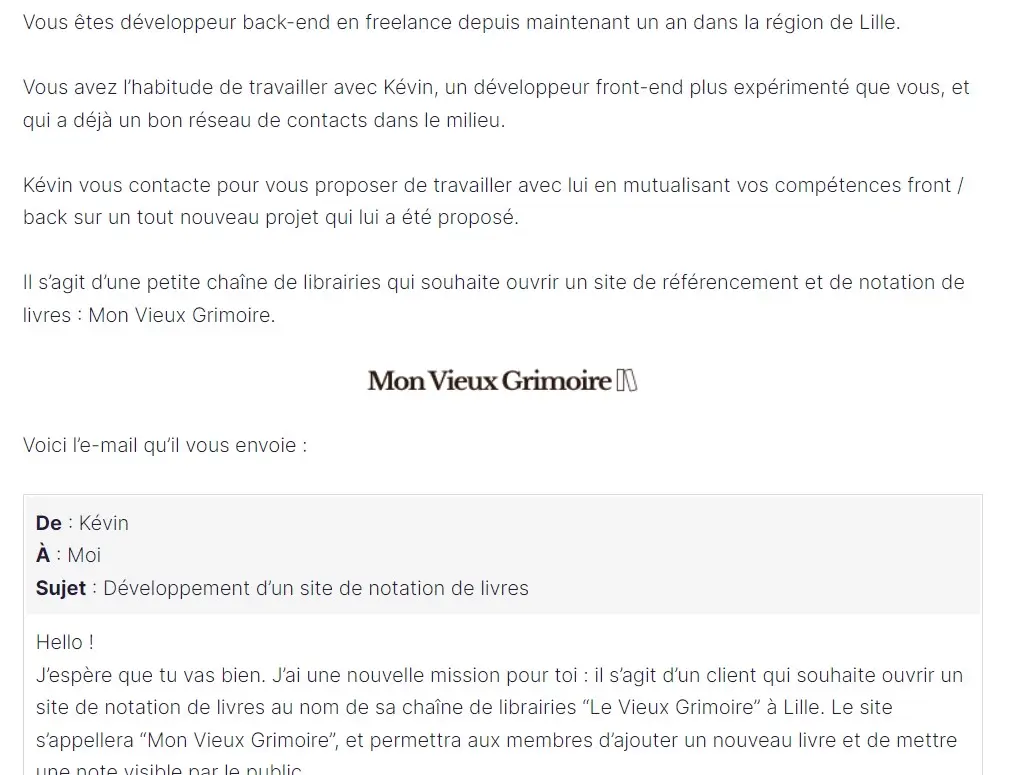 Vous êtes développeur back-end en freelance depuis maintenant un an dans la région de Lille.
Vous avez l’habitude de travailler avec Kévin, un développeur front-end plus expérimenté que vous, et
qui a déjà un bon réseau de contacts dans le milieu.
Kévin vous contacte pour vous proposer de travailler avec lui en mutualisant vos compétences front /
back sur un tout nouveau projet qui lui a été proposé.
Il s’agit d’une petite chaîne de librairies qui souhaite ouvrir un site de référencement et de notation de
livres : Mon Vieux Grimoire.
Mon Vieux Grimoire
Voici l’e-mail qu’il vous envoie :
De : Kévin
À : Moi
Sujet : Développement d’un site de notation de livres
Hello !
J’espère que tu vas bien. J’ai une nouvelle mission pour toi : il s’agit d’un client qui souhaite ouvrir un
site de notation de livres au nom de sa chaîne de librairies “Le Vieux Grimoire” à Lille. Le site
s’appellera “Mon Vieux Grimoire”, et permettra aux membres d’ajouter un nouveau livre et de mettre
une note visible par le public.